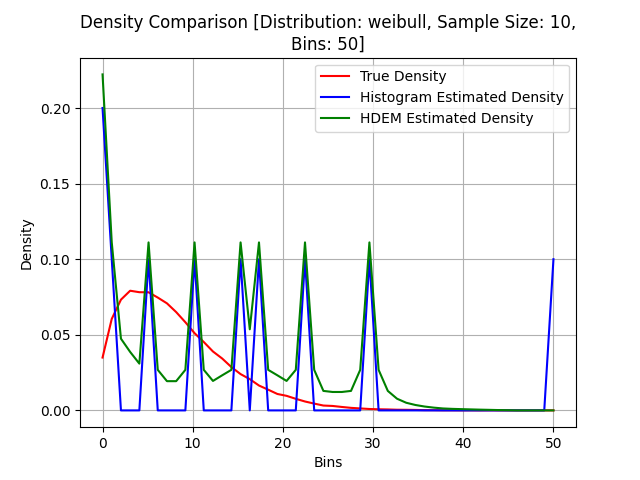 Density Comparison [Distribution: weibull, Sample Size: 10,
Bins: 50]
True Density
Histogram Estimated Density
HDEM Estimated Density
Density
0.20
0.15
0.10
0.05
0.00
0 10 20 30 40 50
Bins